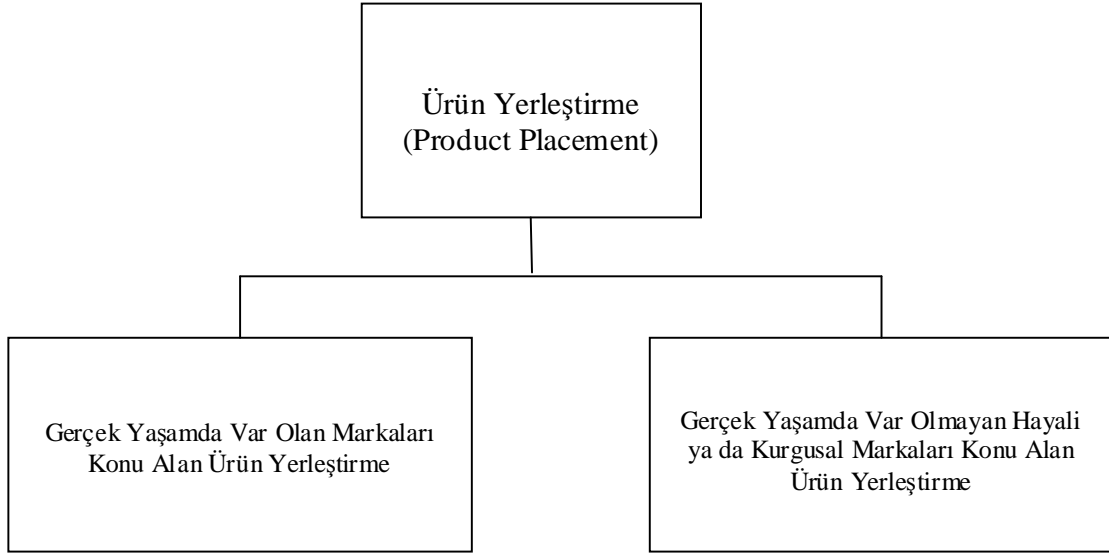 Ürün Yerleştirme
(Product Placement)
Gerçek Yaşamda Var Olan Markaları
Konu Alan Ürün Yerleştirme
Gerçek Yaşamda Var Olmayan Hayali
ya da Kurgusal Markaları Konu Alan
Ürün Yerleştirme